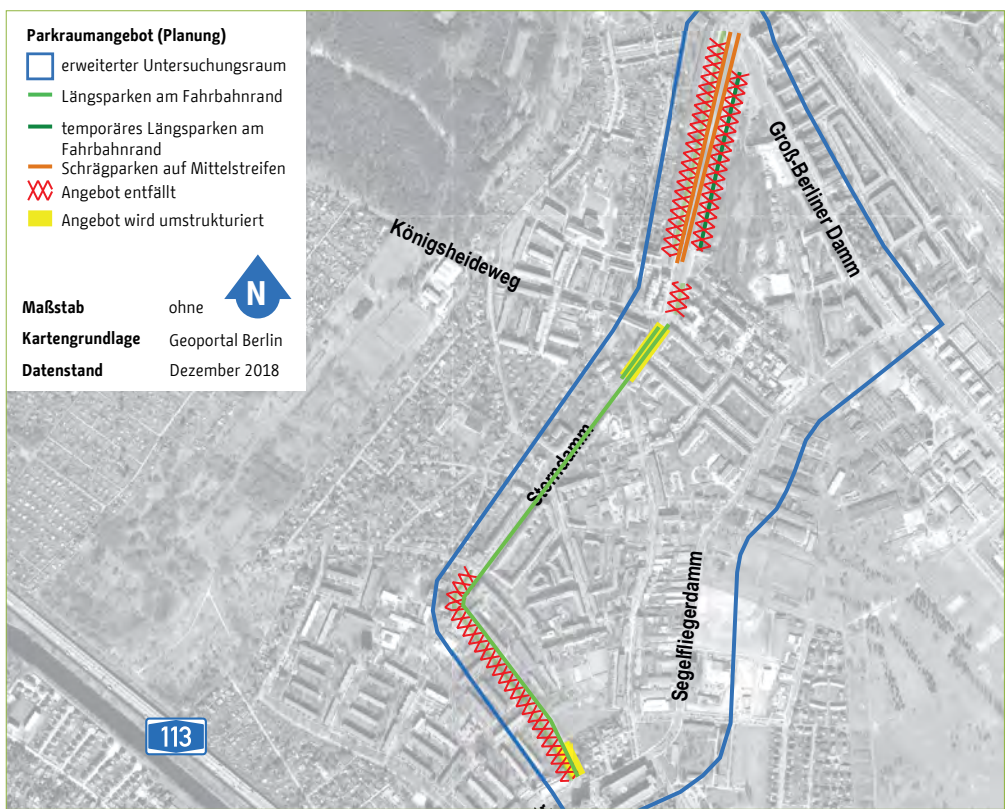 Parkraumangebot (Planung)
erweiterter Untersuchungsraum
Längsparken am Fahrbahnrand
temporäres Längsparken am
Fahrbahnrand
Schrägparken auf Mittelstreifen
Angebot entfällt
Angebot wird umstrukturiert
N
Maßstab ohne
Kartengrundlage Geoportal Berlin
Datenstand Dezember 2018
Groß-Berliner Damm
Königsheideweg
Sterndamm
Segelfliegerdamm
113